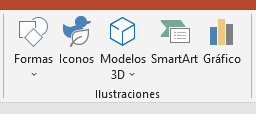 Formas Iconos Modelos SmartArt Gráfico
3D
Ilustraciones